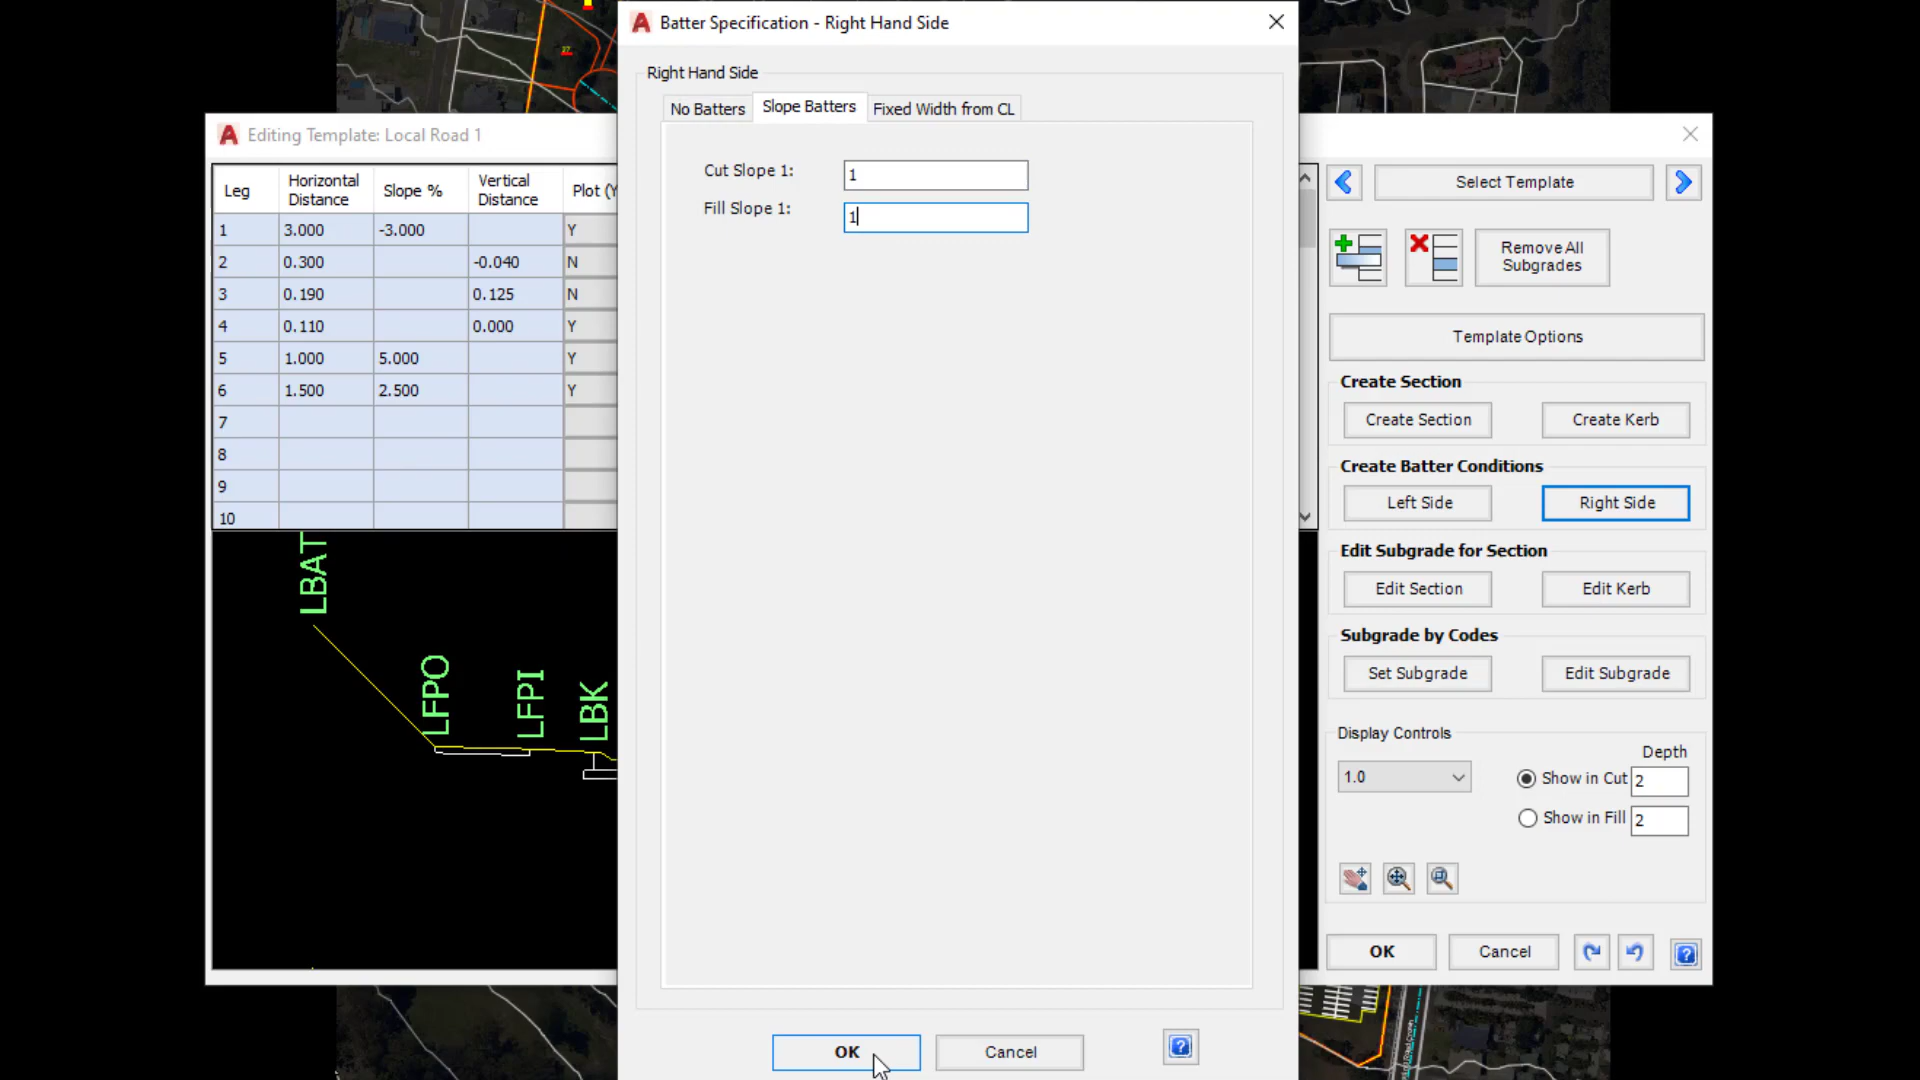 Batter Specification - Right Hand Side
Right Hand Side
No Batters
Slope Batters
Fixed Width from CL
Cut Slope 1:
1
Fill Slope 1:
1
OK
Cancel
Editing Template: Local Road 1
Leg
Horizontal
Distance
Slope %
Vertical
Distance
Plot (Y
1 3.000 -3.000 Y
2 0.300 -0.040 N
3 0.190 0.125 N
4 0.110 0.000 Y
5 1.000 5.000 Y
6 1.500 2.500 Y
7
8
9
10
LBAT
LFPO
LFPI
LBK
Select Template
Remove All
Subgrades
Template Options
Create Section
Create Section
Create Kerb
Create Batter Conditions
Left Side
Right Side
Edit Subgrade for Section
Edit Section
Edit Kerb
Subgrade by Codes
Set Subgrade
Edit Subgrade
Display Controls
Depth
1.0
Show in Cut
2
Show in Fill
2
OK
Cancel